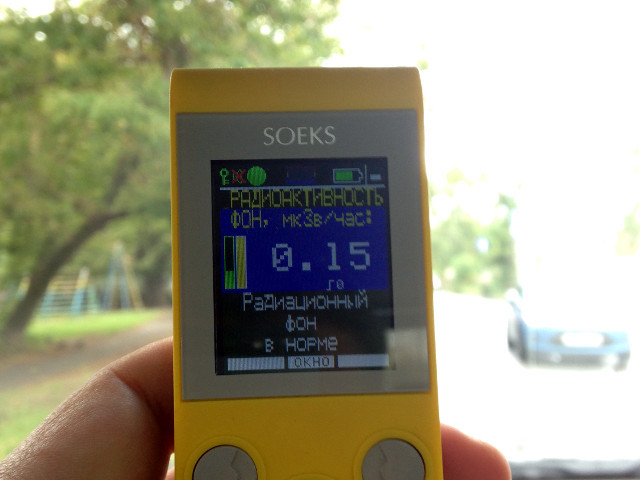 SOEKS
РАДИОАКТИВНОСТЬ
ФОН, мкЗв/час:
0.15
Радиационный
фон
в норме
ОКНО